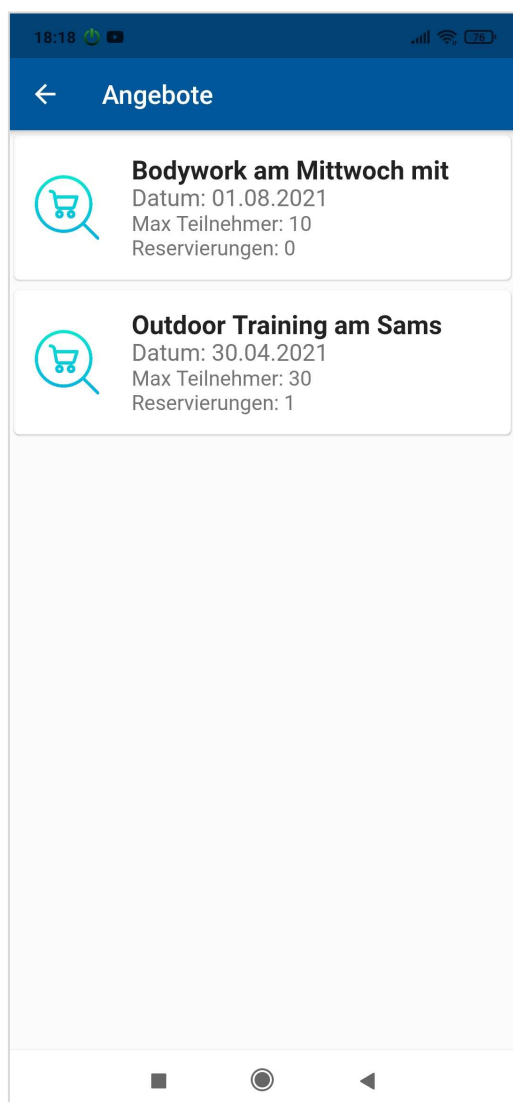 18:18
76
Angebote
Bodywork am Mittwoch mit
Datum: 01.08.2021
Max Teilnehmer: 10
Reservierungen: 0
Outdoor Training am Sams
Datum: 30.04.2021
Max Teilnehmer: 30
Reservierungen: 1